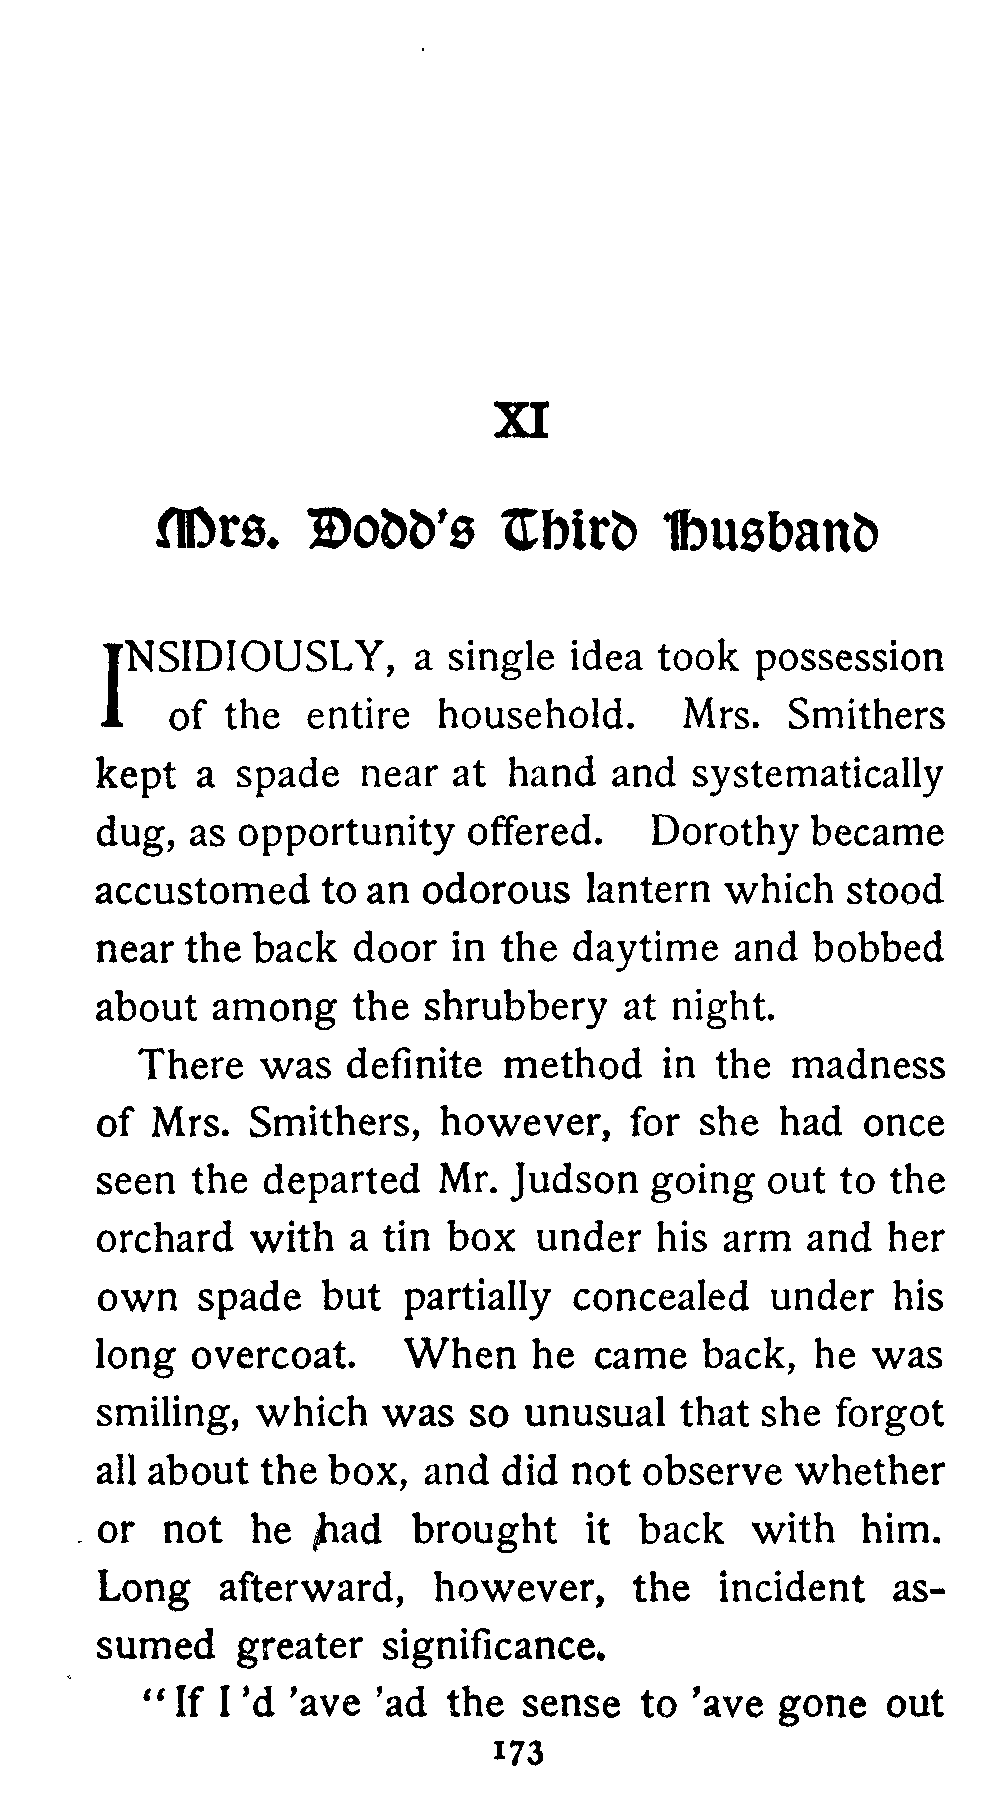 XI
Mrs. Dodd's Third Husband
INSIDIOUSLY, a single idea took possession
of the entire household. Mrs. Smithers
kept a spade near at hand and systematically
dug, as opportunity offered. Dorothy became
accustomed to an odorous lantern which stood
near the back door in the daytime and bobbed
about among the shrubbery at night.
There was definite method in the madness
of Mrs. Smithers, however, for she had once
seen the departed Mr. Judson going out to the
orchard with a tin box under his arm and her
own spade but partially concealed under his
long overcoat. When he came back, he was
smiling, which was so unusual that she forgot
all about the box, and did not observe whether
or not he had brought it back with him.
Long afterward, however, the incident as-
sumed greater significance.
"If I 'd 'ave 'ad the sense to 'ave gone out
173